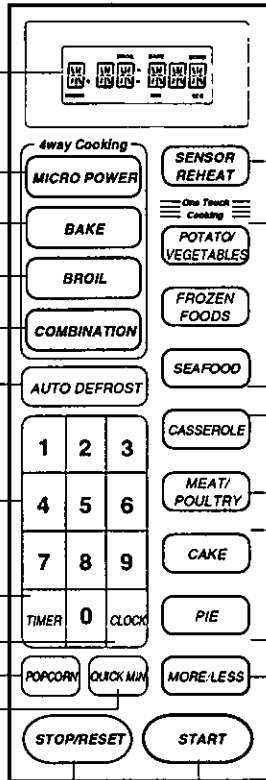 4way Cooking
MICRO POWER
BAKE
BROIL
COMBINATION
AUTO DEFROST
1 2 3
4 5 6
7 8 9
TIMER 0 CLOCK
POPCORN QUICK MIN
STOP/RESET
SENSOR
REHEAT
One Touch
Cooking
POTATO/
VEGETABLES
FROZEN
FOODS
SEAFOOD
CASSEROLE
MEAT/
POULTRY
CAKE
PIE
MORE/LESS
START